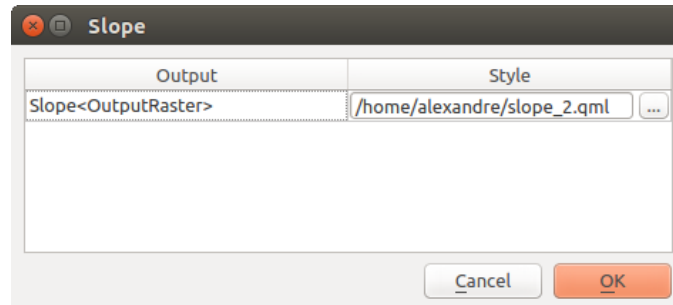 Slope
Output Style
Slope<OutputRaster> /home/alexandre/slope_2.qml ...
Cancel OK